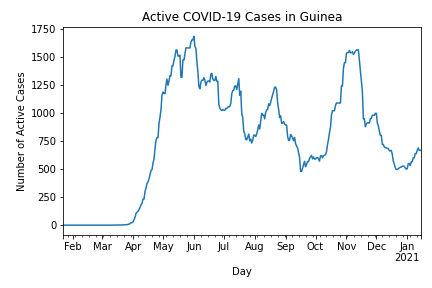 Active COVID-19 Cases in Guinea
1750
1500
1250
1000
750
500
250
0
Number of Active Cases
Feb Mar Apr May Jun Jul Aug Sep Oct Nov Dec Jan
2021
Day